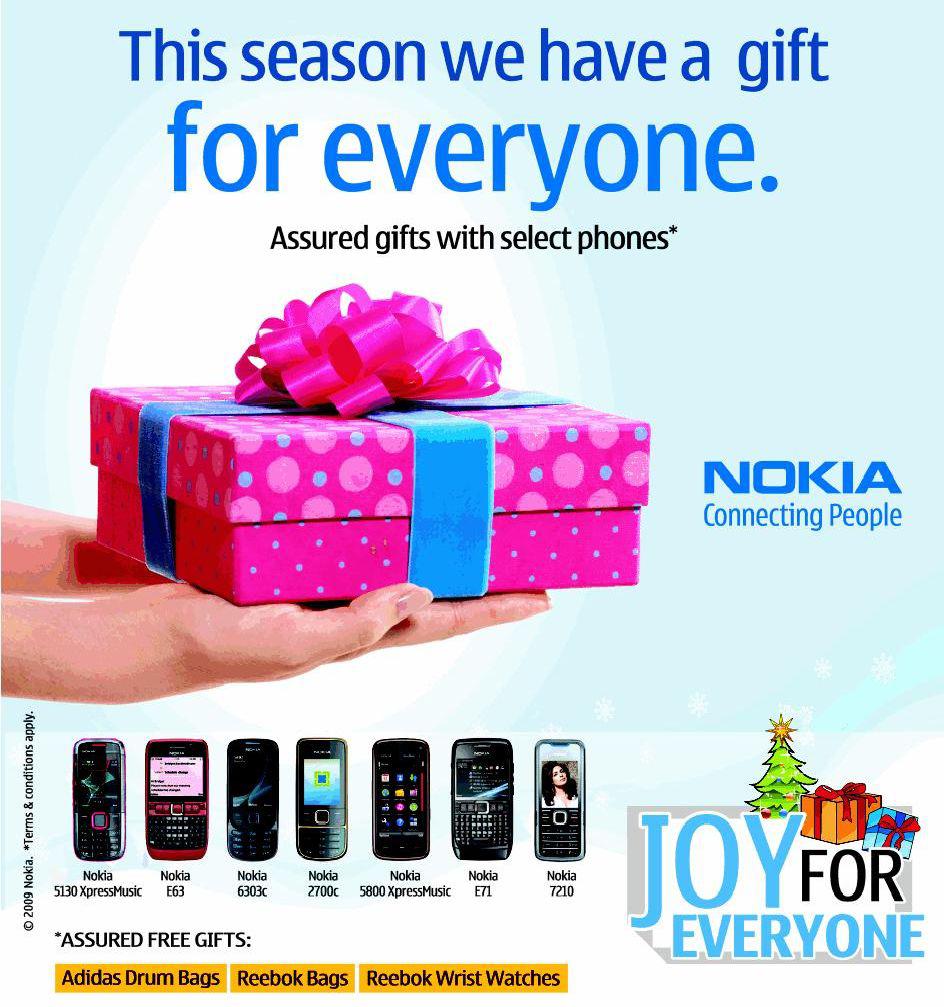 This season we have a gift
for everyone.
Assured gifts with select phones*
NOKIA
Connecting People
© 2009 Nokia. *Terms & conditions apply.
Nokia
5130 XpressMusic
Nokia
E63
Nokia
6303c
Nokia
2700c
Nokia
5800 XpressMusic
Nokia
E71
Nokia
7210
JOY FOR
EVERYONE
*ASSURED FREE GIFTS:
Adidas Drum Bags Reebok Bags Reebok Wrist Watches